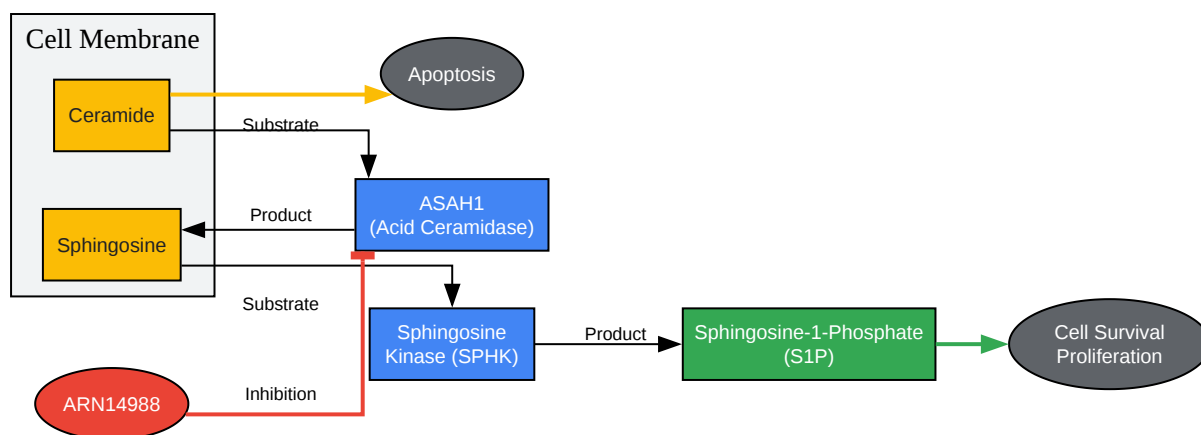 Cell Membrane
Ceramide
Apoptosis
Substrate
ASAH1
(Acid Ceramidase)
Product
Sphingosine
Substrate
Sphingosine
Kinase (SPHK)
Product
Sphingosine-1-Phosphate
(S1P)
Cell Survival
Proliferation
Inhibition
ARN14988